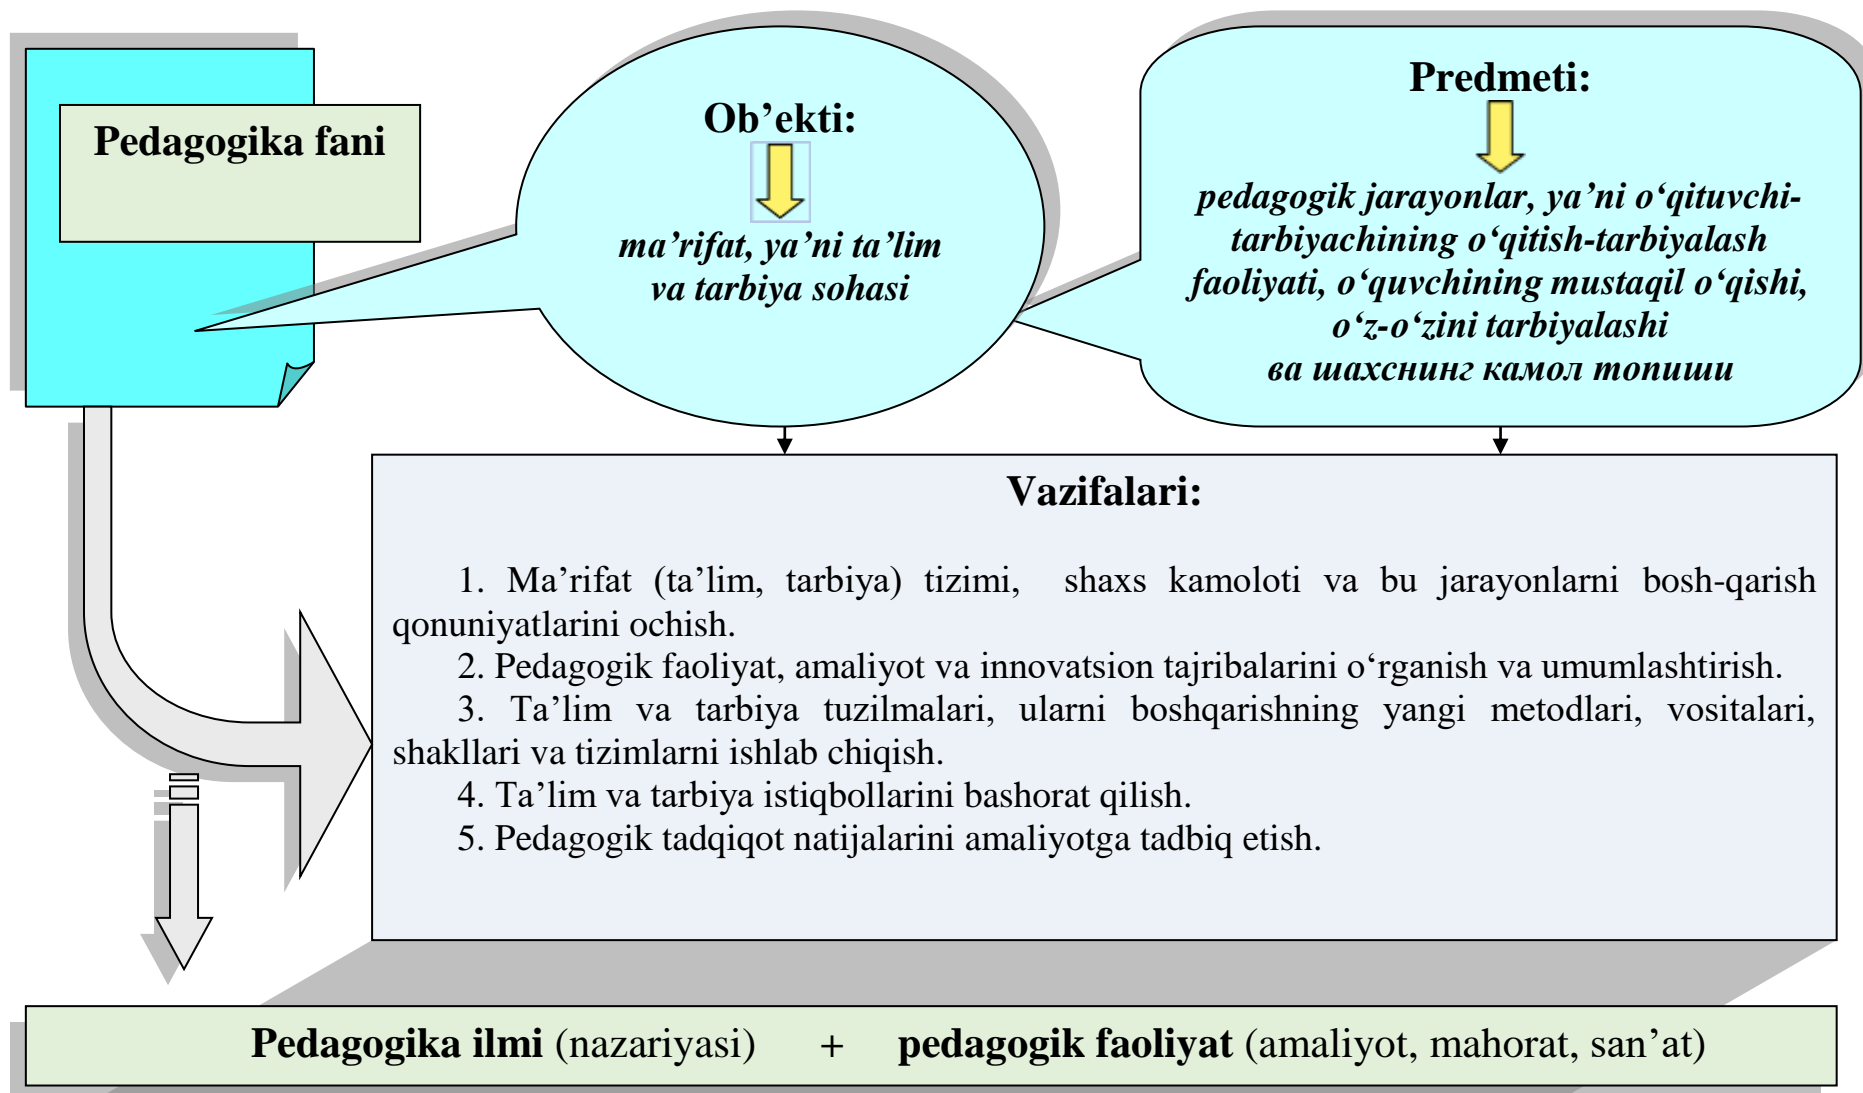 Pedagogika fani
Ob’ekti:
ma’rifat, ya’ni ta’lim
va tarbiya sohasi
Predmeti:
pedagogik jarayonlar, ya’ni o‘qituvchi-
tarbiyachining o‘qitish-tarbiyalash
faoliyati, o‘quvchining mustaqil o‘qishi,
o‘z-o‘zini tarbiyalashi
ва шахснинг камол топиши
Vazifalari:
1. Ma’rifat (ta’lim, tarbiya) tizimi, shaxs kamoloti va bu jarayonlarni bosh-qarish
qonuniyatlarini ochish.
2. Pedagogik faoliyat, amaliyot va innovatsion tajribalarini o‘rganish va umumlashtirish.
3. Ta’lim va tarbiya tuzilmalari, ularni boshqarishning yangi metodlari, vositalari,
shakllari va tizimlarni ishlab chiqish.
4. Ta’lim va tarbiya istiqbollarini bashorat qilish.
5. Pedagogik tadqiqot natijalarini amaliyotga tadbiq etish.
Pedagogika ilmi (nazariyasi) + pedagogik faoliyat (amaliyot, mahorat, san’at)